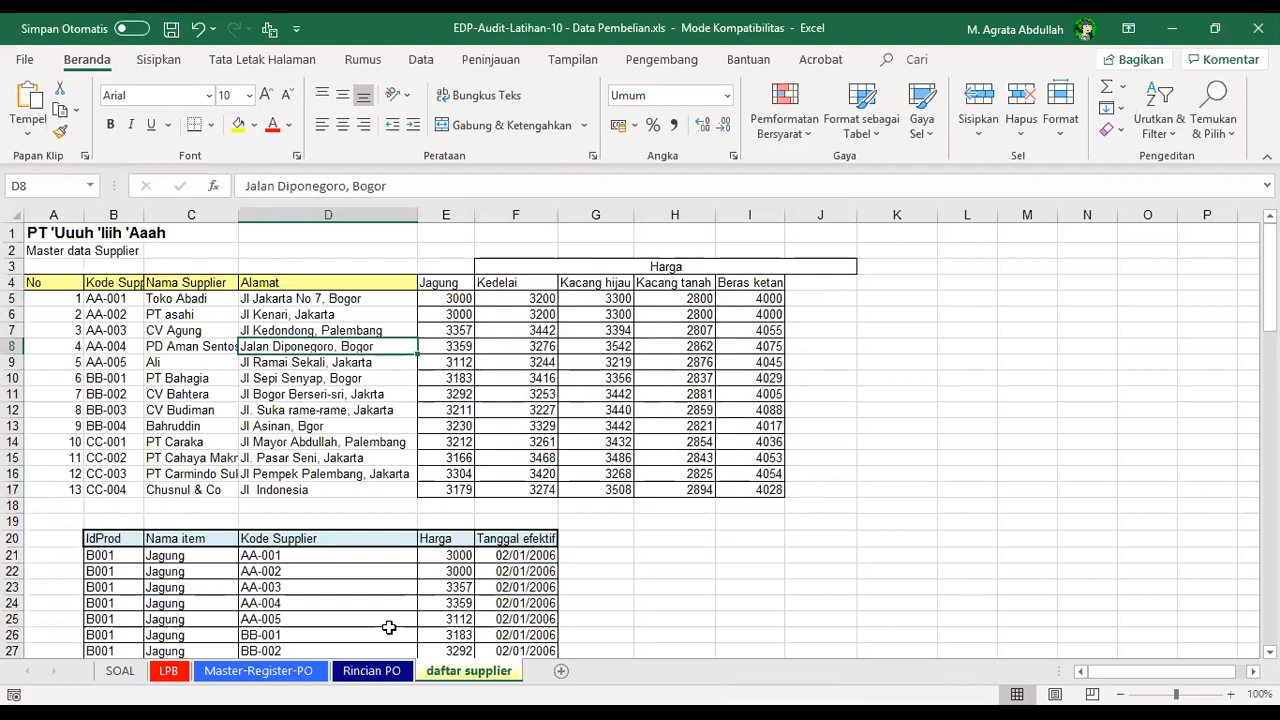 Simpan Otomatis
EDP-Audit-Latihan-10 - Data Pembelian.xls - Mode Kompatibilitas - Excel
M. Agrata Abdullah
File Beranda Sisipkan Tata Letak Halaman Rumus Data Peninjauan Tampilan Pengembang Bantuan Acrobat Cari Bagikan Komentar
Tempel
Papan Klip
Arial 10
B I U
Font
Bungkus Teks
Gabung & Ketengahkan
Perataan
Umum
Angka
Pemformatan Bersyarat
Format sebagai Tabel
Gaya Sel
Gaya
Sisipkan Hapus Format
Sel
Urutkan & Filter
Temukan & Pilih
Pengeditan
D8 fx Jalan Diponegoro, Bogor
A B C D E F G H I J K L M N O P
1 PT 'Uuuh 'Iiih 'Aaah
2 Master data Supplier
3 Harga
4 No Kode Supp Nama Supplier Alamat Jagung Kedelai Kacang hijau Kacang tanah Beras ketan
5 1 AA-001 Toko Abadi Jl Jakarta No 7, Bogor 3000 3200 3300 2800 4000
6 2 AA-002 PT asahi Jl Kenari, Jakarta 3000 3200 3300 2800 4000
7 3 AA-003 CV Agung Jl Kedondong, Palembang 3357 3442 3394 2807 4055
8 4 AA-004 PD Aman Sentos Jalan Diponegoro, Bogor 3359 3276 3542 2862 4075
9 5 AA-005 Ali Jl Ramai Sekali, Jakarta 3112 3244 3219 2876 4045
10 6 BB-001 PT Bahagia Jl Sepi Senyap, Bogor 3183 3416 3356 2837 4029
11 7 BB-002 CV Bahtera Jl Bogor Berseri-sri, Jakrta 3292 3253 3442 2881 4005
12 8 BB-003 CV Budiman Jl. Suka rame-rame, Jakarta 3211 3227 3440 2859 4088
13 9 BB-004 Bahruddin Jl Asinan, Bgor 3230 3329 3442 2821 4017
14 10 CC-001 PT Caraka Jl Mayor Abdullah, Palembang 3212 3261 3432 2854 4036
15 11 CC-002 PT Cahaya Makn Jl. Pasar Seni, Jakarta 3166 3468 3486 2843 4053
16 12 CC-003 PT Carmindo Suk Jl Pempek Palembang, Jakarta 3304 3420 3268 2825 4054
17 13 CC-004 Chusnul & Co Jl  Indonesia 3179 3274 3508 2894 4028
18
19
20 IdProd Nama item Kode Supplier Harga Tanggal efektif
21 B001 Jagung AA-001 3000 02/01/2006
22 B001 Jagung AA-002 3000 02/01/2006
23 B001 Jagung AA-003 3357 02/01/2006
24 B001 Jagung AA-004 3359 02/01/2006
25 B001 Jagung AA-005 3112 02/01/2006
26 B001 Jagung BB-001 3183 02/01/2006
27 B001 Jagung BB-002 3292 02/01/2006
SOAL LPB Master-Register-PO Rincian PO daftar supplier
100%